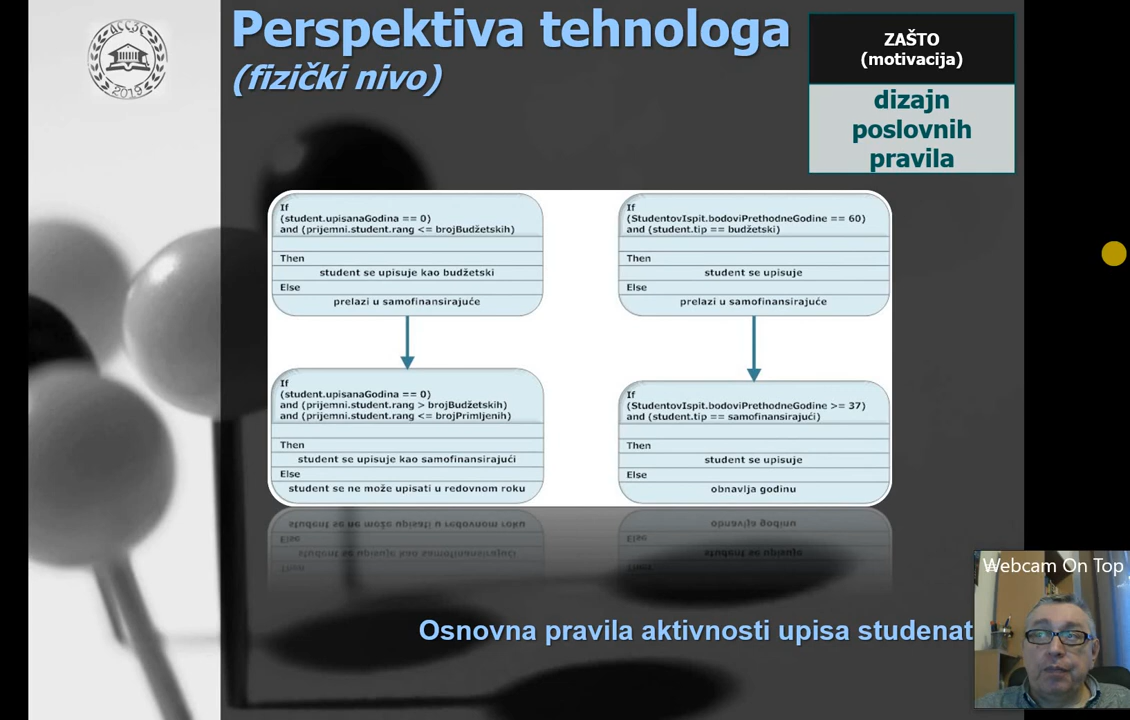 Perspektiva tehnologa
(fizički nivo)
ZAŠTO
(motivacija)
dizajn
poslovnih
pravila
2019
If
(student.upisanaGodina == 0)
and (prijemni.student.rang <= brojBudžetskih)
Then
student se upisuje kao budžetski
Else
prelazi u samofinansirajuće
If
(student.upisanaGodina == 0)
and (prijemni.student.rang > brojBudžetskih)
and (prijemni.student.rang <= brojPrimljenih)
Then
student se upisuje kao samofinansirajući
Else
student se ne može upisati u redovnom roku
If
(StudentovIspit.bodoviPrethodneGodine == 60)
and (student.tip == budžetski)
Then
student se upisuje
Else
prelazi u samofinansirajuće
If
(StudentovIspit.bodoviPrethodneGodine >= 37)
and (student.tip == samofinansirajući)
Then
student se upisuje
Else
obnavlja godinu
Osnovna pravila aktivnosti upisa studenat
Webcam On Top